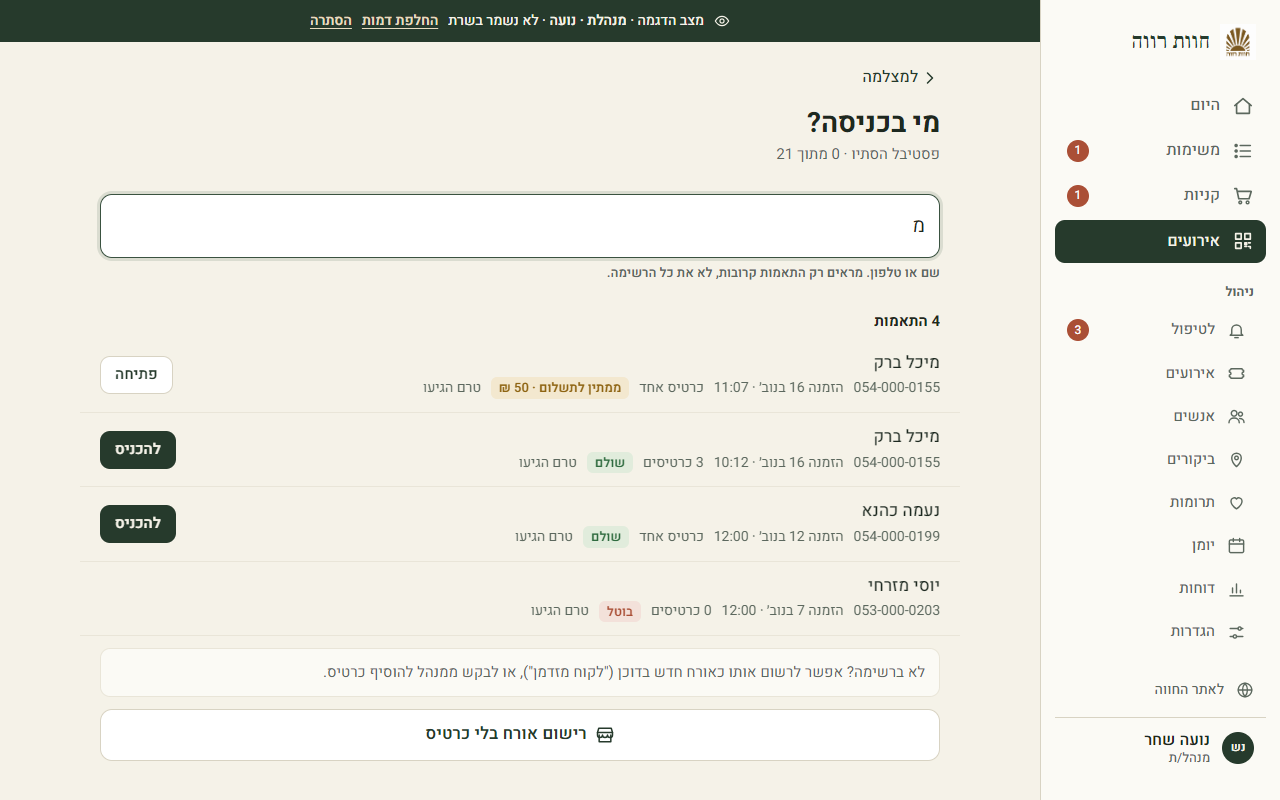 מצב הדגמה · מנהלת · נועה · לא נשמר בשרת החלפת דמות הסתרה
חוות רווה
היום
משימות 1
קניות 1
אירועים
ניהול
לטיפול 3
אירועים
אנשים
ביקורים
תרומות
יומן
דוחות
הגדרות
לאתר החווה
נש
נועה שחר
מנהל/ת
למצלמה
מי בכניסה?
פסטיבל הסתיו · 0 מתוך 21
מ
שם או טלפון. מראים רק התאמות קרובות, לא את כל הרשימה.
4 התאמות
מיכל ברק
054-000-0155 הזמנה 16 בנוב׳ · 11:07 כרטיס אחד ממתין לתשלום · 50 ₪ טרם הגיעו
פתיחה
מיכל ברק
054-000-0155 הזמנה 16 בנוב׳ · 10:12 3 כרטיסים שולם טרם הגיעו
להכניס
נעמה כהנא
054-000-0199 הזמנה 12 בנוב׳ · 12:00 כרטיס אחד שולם טרם הגיעו
להכניס
יוסי מזרחי
053-000-0203 הזמנה 7 בנוב׳ · 12:00 0 כרטיסים בוטל טרם הגיעו
לא ברשימה? אפשר לרשום אותו כאורח חדש בדוכן ("לקוח מזדמן"), או לבקש ממנהל להוסיף כרטיס.
רישום אורח בלי כרטיס